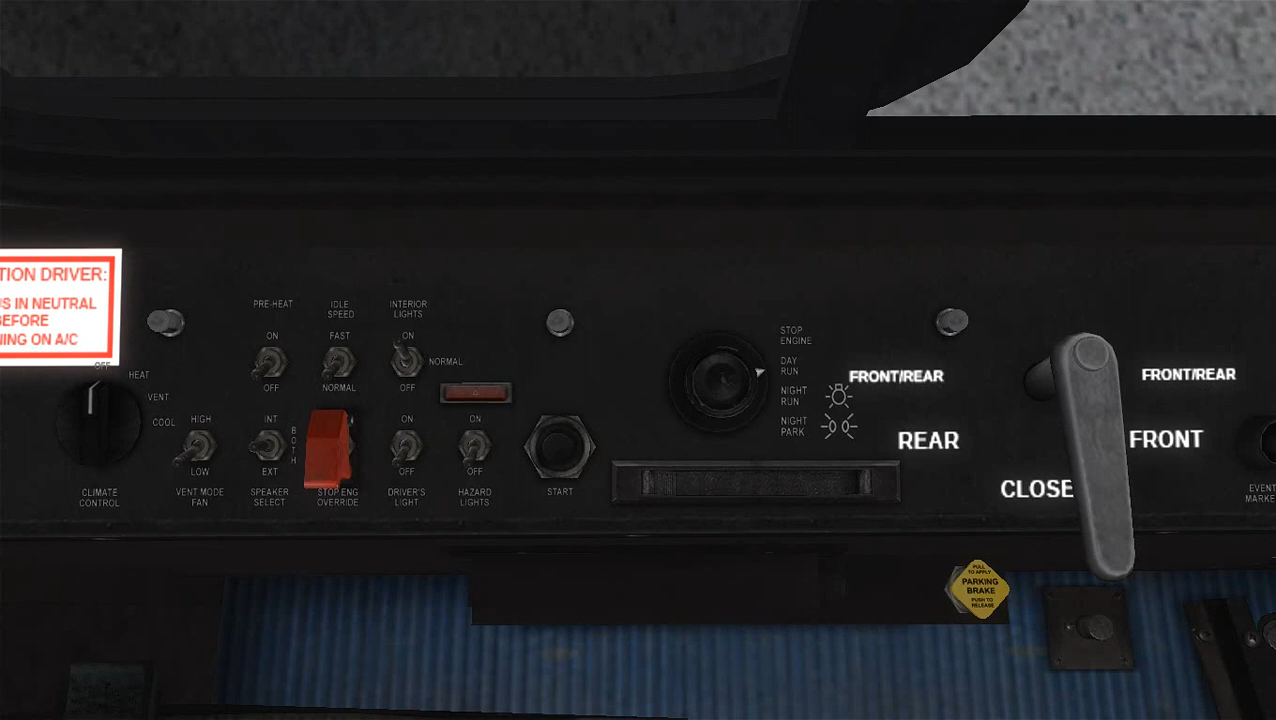 TION DRIVER:
S IN NEUTRAL
BEFORE
NING ON A/C
OFF
HEAT
VENT
COOL
CLIMATE
CONTROL
HIGH
LOW
VENT MODE
FAN
PRE-HEAT
ON
OFF
IDLE
SPEED
FAST
NORMAL
INTERIOR
LIGHTS
ON
NORMAL
OFF
INT
BOTH
EXT
SPEAKER
SELECT
STOP ENG
OVERRIDE
ON
OFF
DRIVER'S
LIGHT
ON
OFF
HAZARD
LIGHTS
START
STOP
ENGINE
DAY
RUN
NIGHT
RUN
NIGHT
PARK
FRONT/REAR
REAR
CLOSE
FRONT/REAR
FRONT
EVENT
MARKE
PULL
TO APPLY
PARKING
BRAKE
PUSH TO
RELEASE